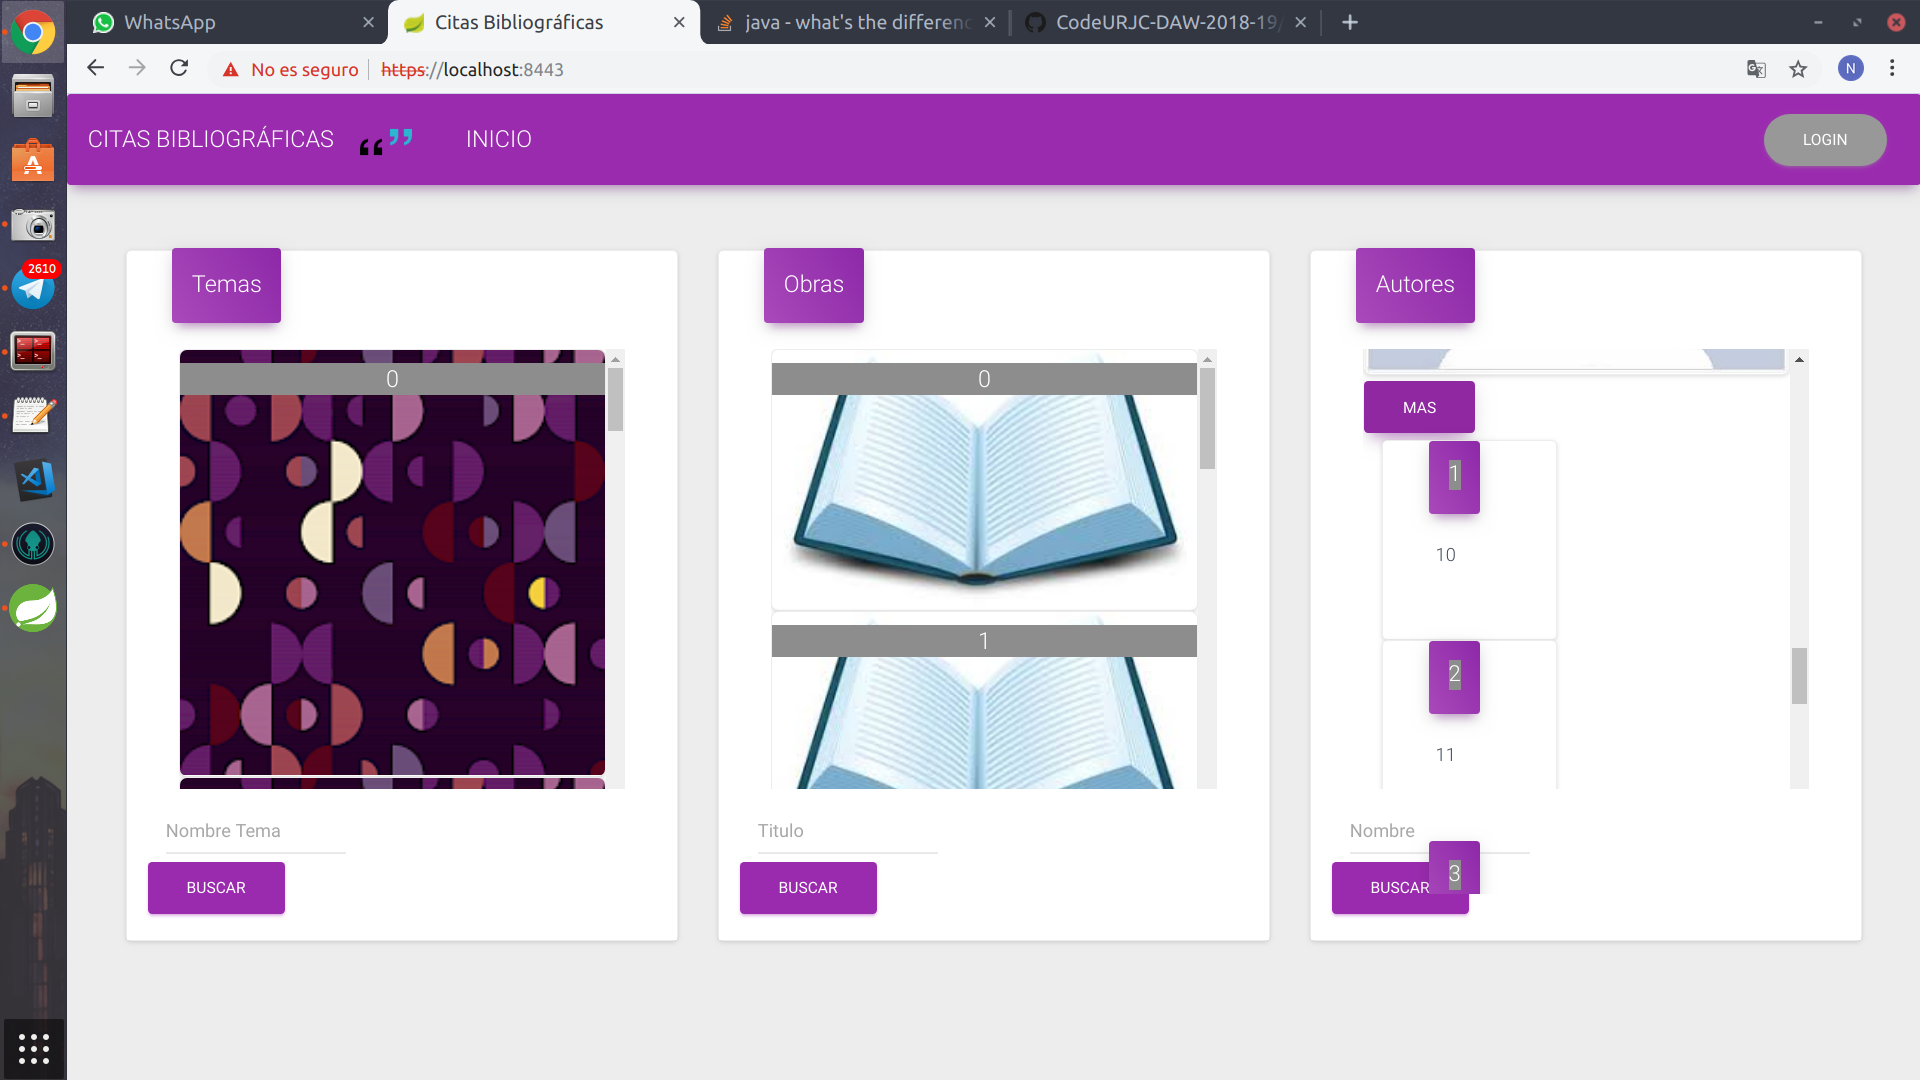 WhatsApp
Citas Bibliográficas
java - what's the differenc
CodeURJC-DAW-2018-19/
No es seguro
https://localhost:8443
N
CITAS BIBLIOGRÁFICAS
INICIO
LOGIN
2610
Temas
0
Nombre Tema
BUSCAR
Obras
0
1
Titulo
BUSCAR
Autores
MAS
1
10
2
11
Nombre
3
BUSCAR